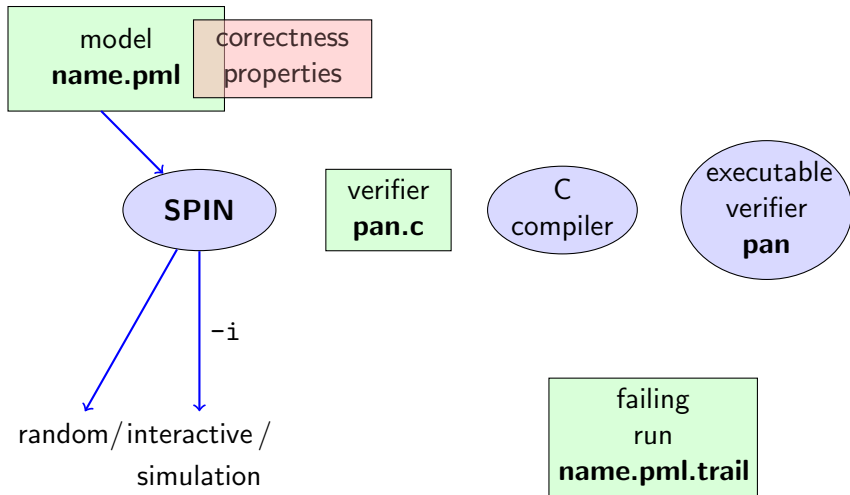 model
name.pml
correctness
properties
SPIN
verifier
pan.c
C
compiler
executable
verifier
pan
-i
random/interactive/
simulation
failing
run
name.pml.trail